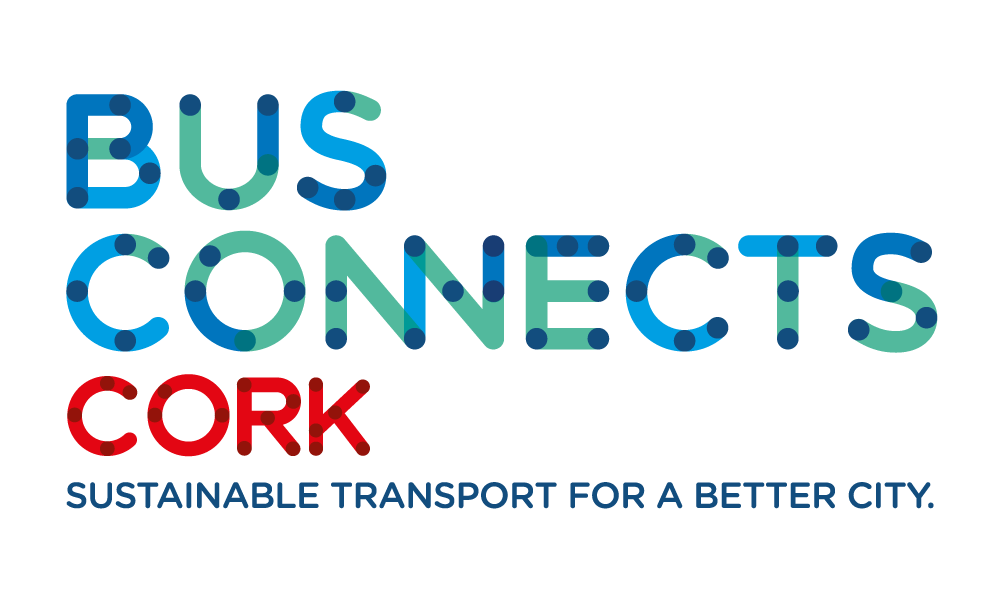 BUS
CONNECTS
CORK
SUSTAINABLE TRANSPORT FOR A BETTER CITY.